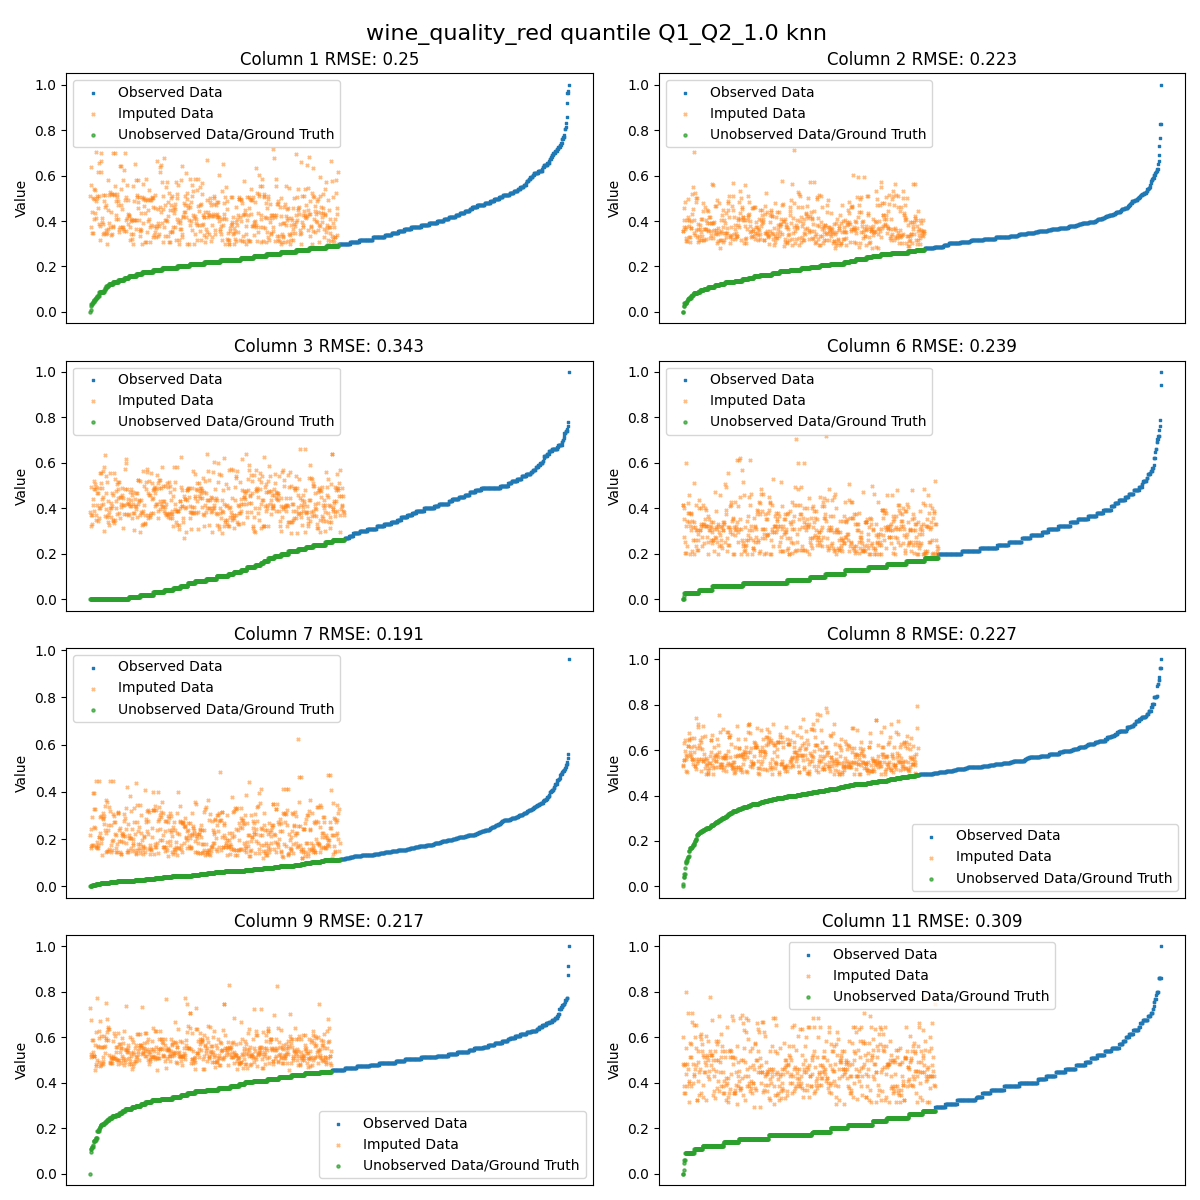 wine_quality_red quantile Q1_Q2_1.0 knn
Column 1 RMSE: 0.25
1.0
0.8
0.6
0.4
0.2
0.0
Value
Observed Data
Imputed Data
Unobserved Data/Ground Truth
Column 2 RMSE: 0.223
1.0
0.8
0.6
0.4
0.2
0.0
Value
Observed Data
Imputed Data
Unobserved Data/Ground Truth
Column 3 RMSE: 0.343
1.0
0.8
0.6
0.4
0.2
0.0
Value
Observed Data
Imputed Data
Unobserved Data/Ground Truth
Column 6 RMSE: 0.239
1.0
0.8
0.6
0.4
0.2
0.0
Value
Observed Data
Imputed Data
Unobserved Data/Ground Truth
Column 7 RMSE: 0.191
1.0
0.8
0.6
0.4
0.2
0.0
Value
Observed Data
Imputed Data
Unobserved Data/Ground Truth
Column 8 RMSE: 0.227
1.0
0.8
0.6
0.4
0.2
0.0
Value
Observed Data
Imputed Data
Unobserved Data/Ground Truth
Column 9 RMSE: 0.217
1.0
0.8
0.6
0.4
0.2
0.0
Value
Observed Data
Imputed Data
Unobserved Data/Ground Truth
Column 11 RMSE: 0.309
1.0
0.8
0.6
0.4
0.2
0.0
Value
Observed Data
Imputed Data
Unobserved Data/Ground Truth